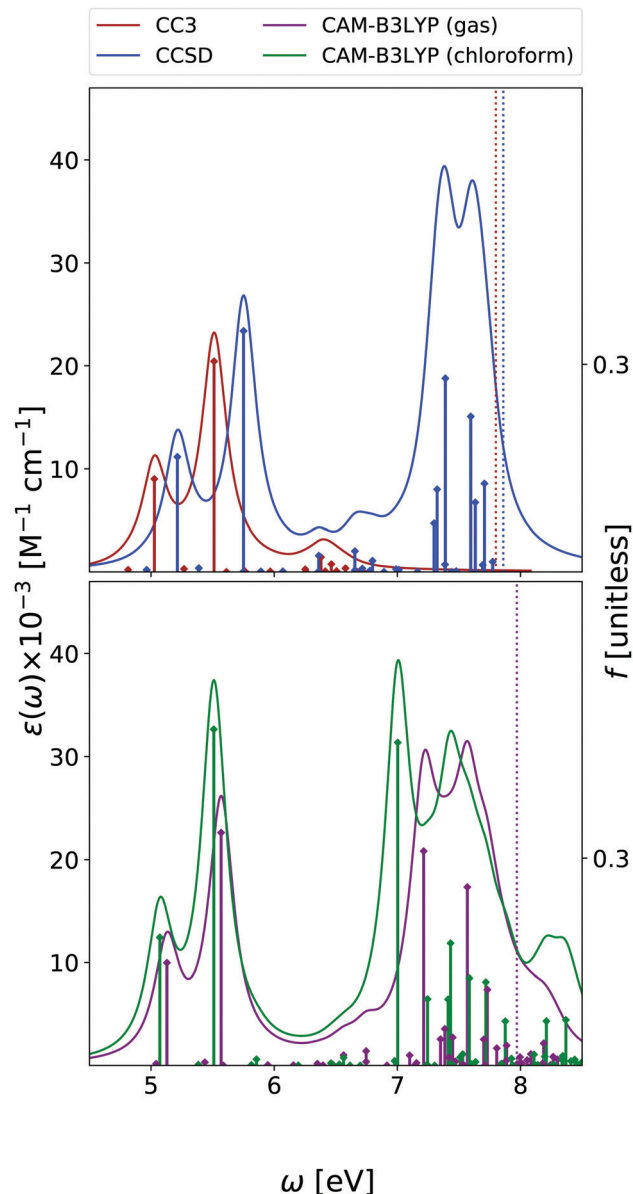 CC3
CCSD
CAM-B3LYP (gas)
CAM-B3LYP (chloroform)
40
30
20
10
0.3
40
30
20
10
0.3
ε(ω)×10⁻³ [M⁻¹ cm⁻¹]
f [unitless]
5
6
7
8
ω [eV]